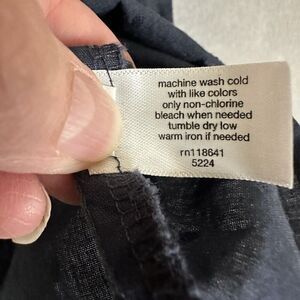 machine wash cold
with like colors
only non-chlorine
bleach when needed
tumble dry low
warm iron if needed
rn118641
5224